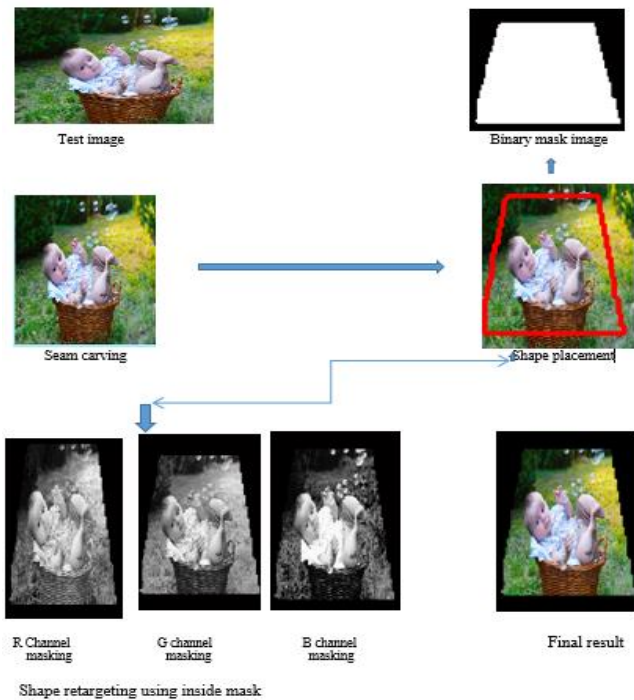 Test image
Binary mask image
Seam carving
Shape placement
R Channel
masking
G channel
masking
B channel
masking
Final result
Shape retargeting using inside mask